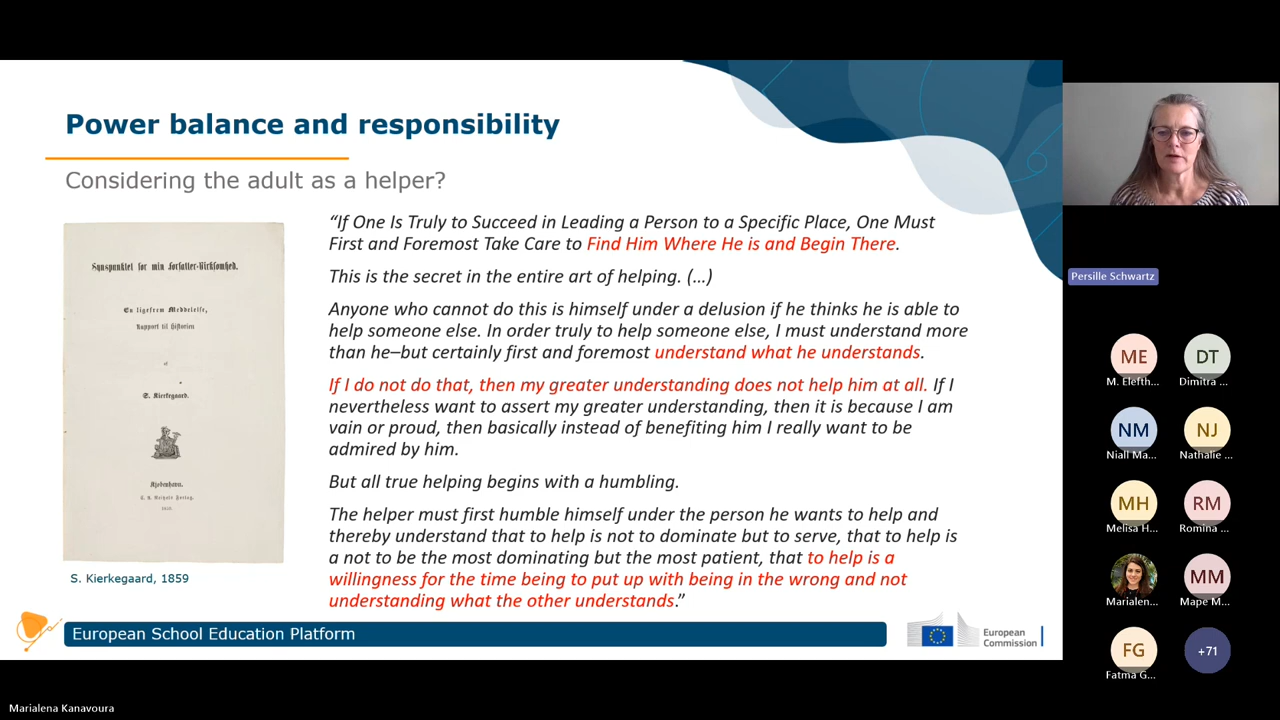 Power balance and responsibility
Considering the adult as a helper?
Synspunktet for min Forfatter-Virksomhed.
En ligefrem Meddelelse,
Rapport til Historien
af
S. Kierkegaard.
Kjøbenhavn.
S. Kierkegaard, 1859
“If One Is Truly to Succeed in Leading a Person to a Specific Place, One Must
First and Foremost Take Care to Find Him Where He is and Begin There.
This is the secret in the entire art of helping. (…)
Anyone who cannot do this is himself under a delusion if he thinks he is able to
help someone else. In order truly to help someone else, I must understand more
than he–but certainly first and foremost understand what he understands.
If I do not do that, then my greater understanding does not help him at all. If I
nevertheless want to assert my greater understanding, then it is because I am
vain or proud, then basically instead of benefiting him I really want to be
admired by him.
But all true helping begins with a humbling.
The helper must first humble himself under the person he wants to help and
thereby understand that to help is not to dominate but to serve, that to help is
a not to be the most dominating but the most patient, that to help is a
willingness for the time being to put up with being in the wrong and not
understanding what the other understands.”
European School Education Platform
European
Commission
Persille Schwartz
ME
DT
M. Elefth...
Dimitra ...
NM
NJ
Niall Ma...
Nathalie ...
MH
RM
Melisa H...
Romina ...
MM
Marialen...
Mape M...
FG
+71
Fatma G...
Marialena Kanavoura